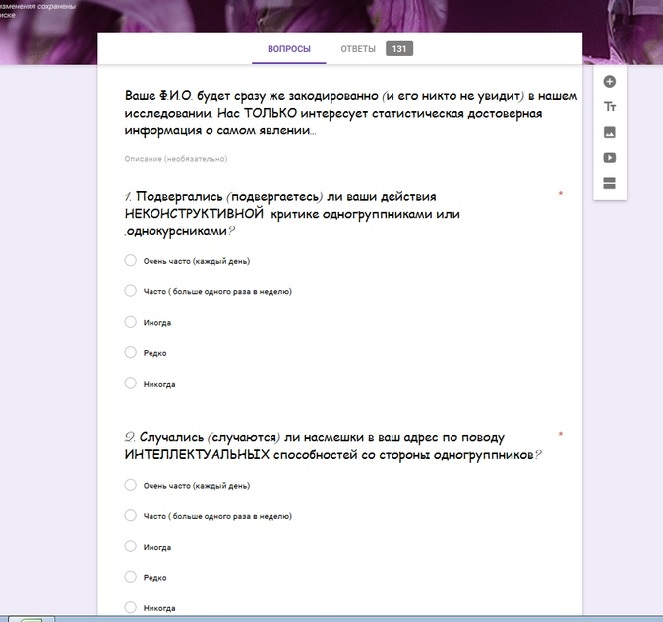 изменения сохранены
иске
ВОПРОСЫ ОТВЕТЫ 131
Ваше Ф.И.О. будет сразу же закодированно (и его никто не увидит) в нашем
исследовании. Нас ТОЛЬКО интересует статистическая достоверная
информация о самом явлении...
Описание (необязательно)
1. Подвергались (подвергаетесь) ли ваши действия *
НЕКОНСТРУКТИВНОЙ критике одногруппниками или
,однокурсниками?
Очень часто (каждый день)
Часто ( больше одного раза в неделю)
Иногда
Редко
Никогда
2. Случались (случаются) ли насмешки в ваш адрес по поводу *
ИНТЕЛЛЕКТУАЛЬНЫХ способностей со стороны одногруппников?
Очень часто (каждый день)
Часто ( больше одного раза в неделю)
Иногда
Редко
Никогда